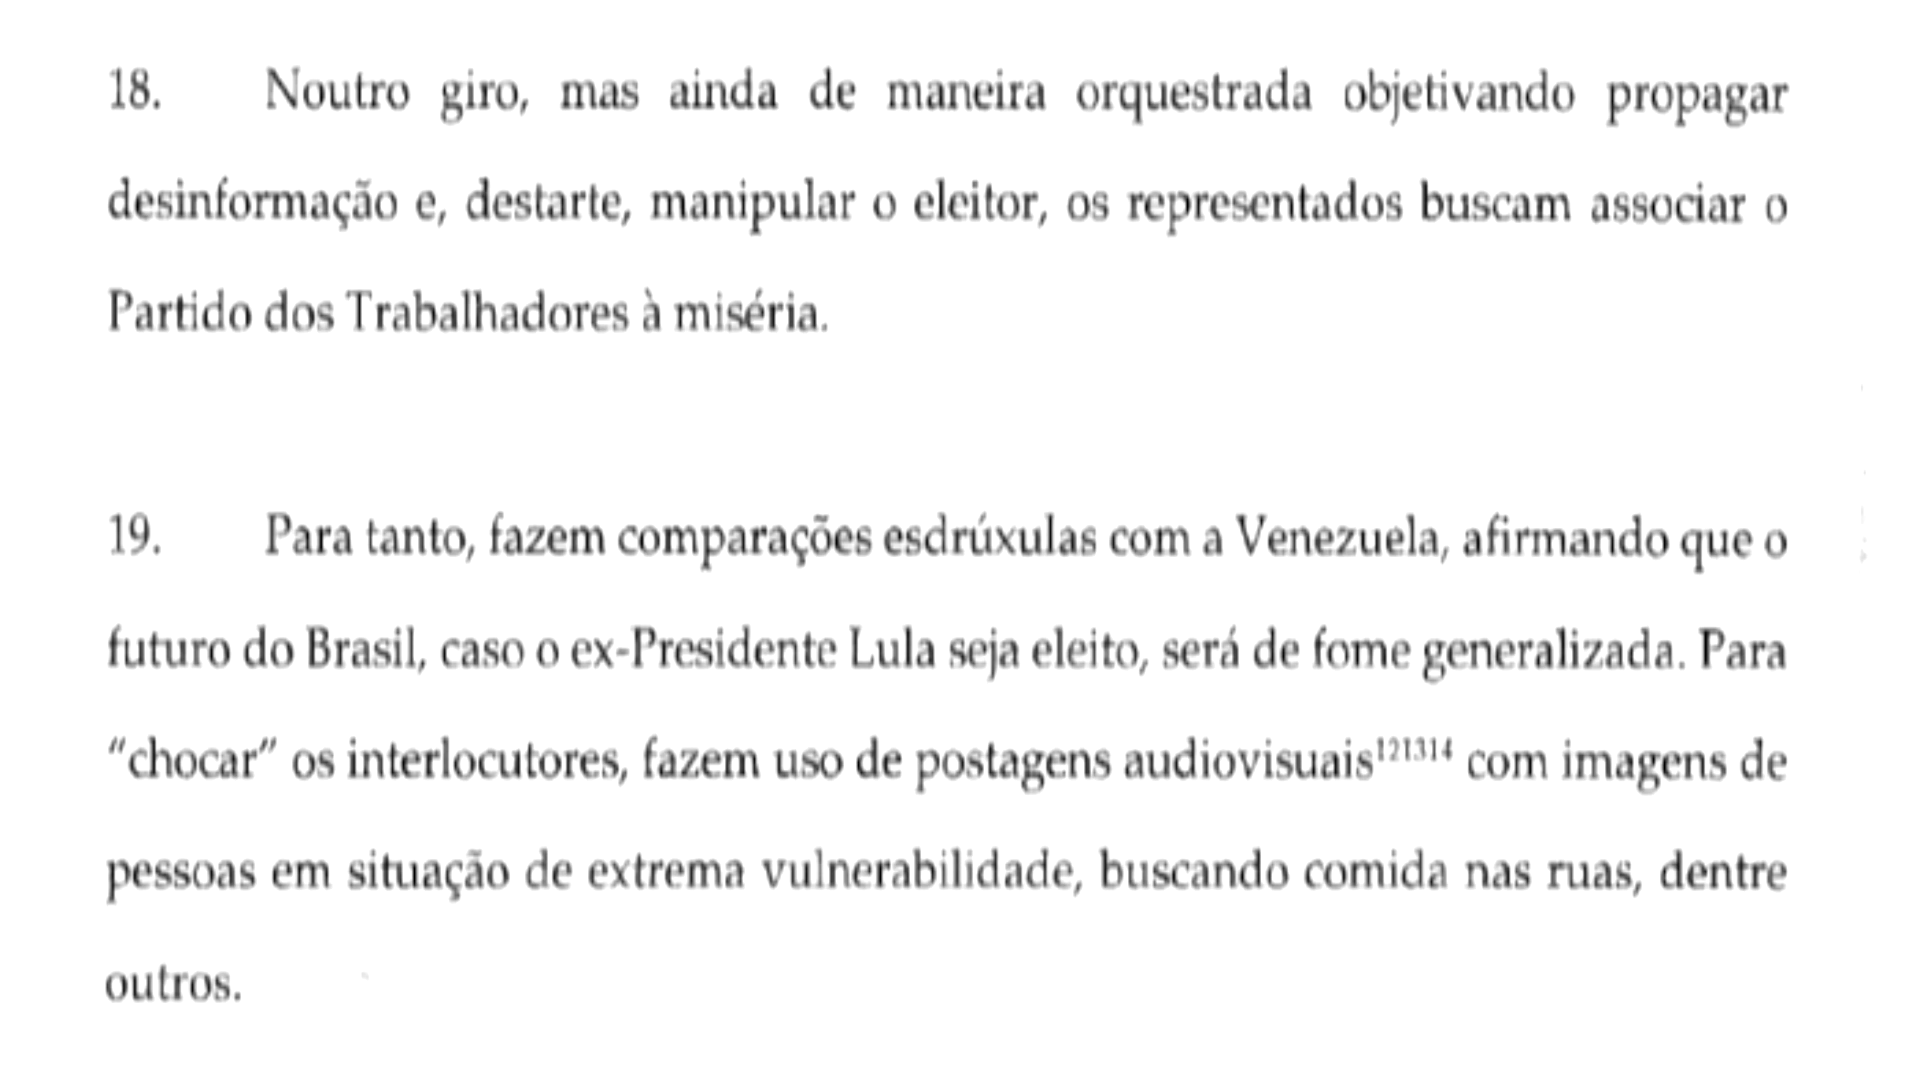 18. Noutro giro, mas ainda de maneira orquestrada objetivando propagar
desinformação e, destarte, manipular o eleitor, os representados buscam associar o
Partido dos Trabalhadores à miséria.
19. Para tanto, fazem comparações esdrúxulas com a Venezuela, afirmando que o
futuro do Brasil, caso o ex-Presidente Lula seja eleito, será de fome generalizada. Para
“chocar” os interlocutores, fazem uso de postagens audiovisuais¹²¹³¹⁴ com imagens de
pessoas em situação de extrema vulnerabilidade, buscando comida nas ruas, dentre
outros.